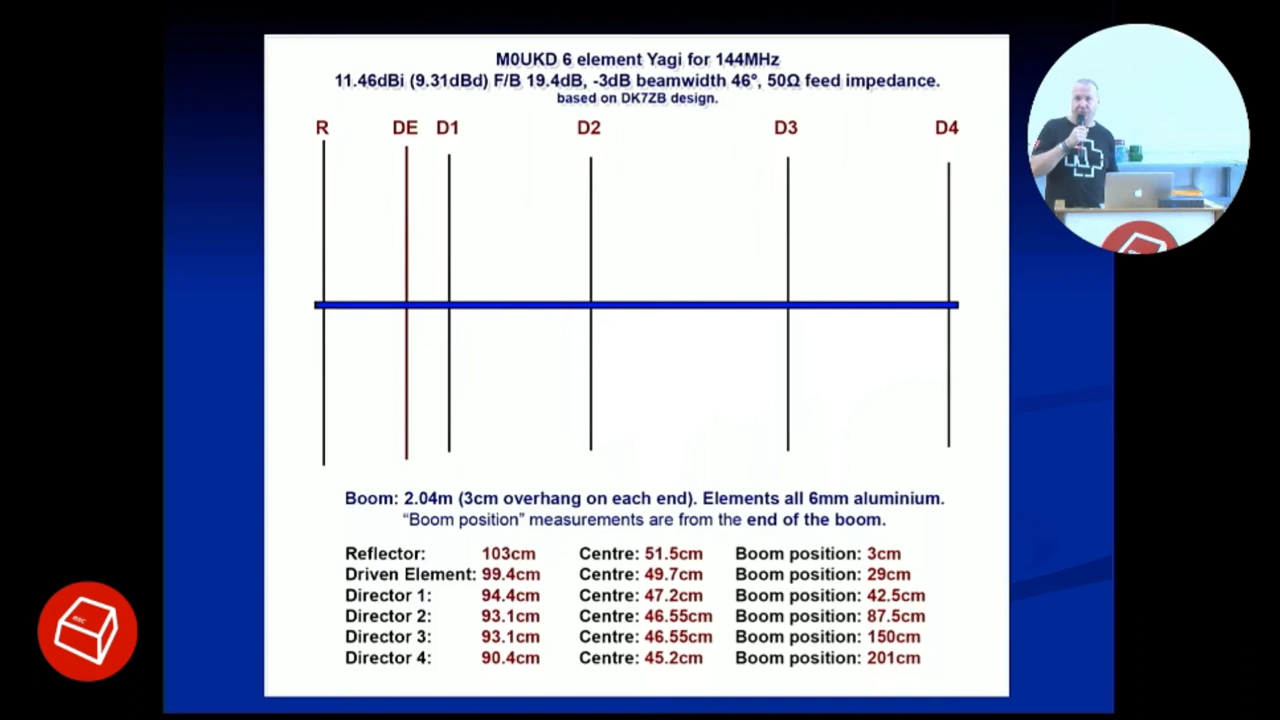 M0UKD 6 element Yagi for 144MHz
11.46dBi (9.31dBd) F/B 19.4dB, -3dB beamwidth 46º, 50Ω feed impedance.
based on DK7ZB design.
R DE D1 D2 D3 D4
Boom: 2.04m (3cm overhang on each end). Elements all 6mm aluminium.
“Boom position” measurements are from the end of the boom.
Reflector: 103cm Centre: 51.5cm Boom position: 3cm
Driven Element: 99.4cm Centre: 49.7cm Boom position: 29cm
Director 1: 94.4cm Centre: 47.2cm Boom position: 42.5cm
Director 2: 93.1cm Centre: 46.55cm Boom position: 87.5cm
Director 3: 93.1cm Centre: 46.55cm Boom position: 150cm
Director 4: 90.4cm Centre: 45.2cm Boom position: 201cm
esc